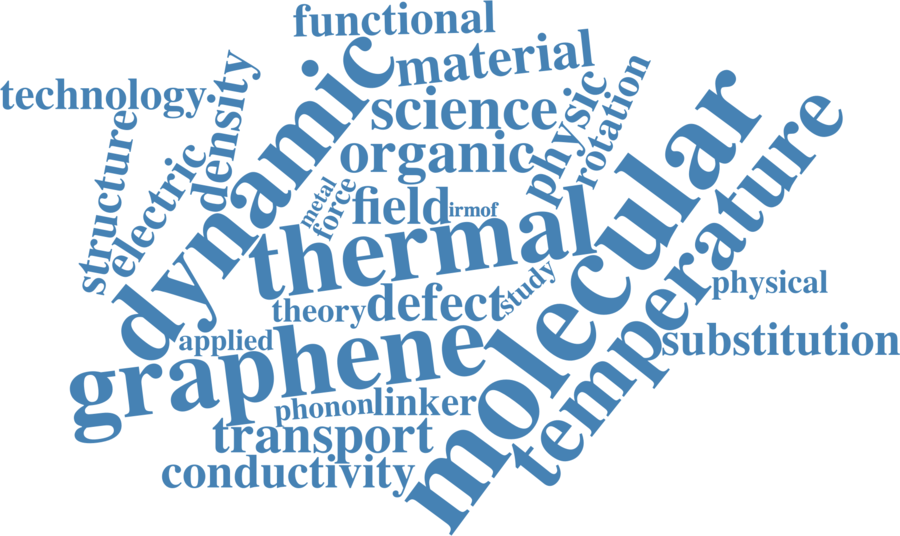 functional
material
technology
density
dynamic
science
physic
rotation
molecular
temperature
structure
electric
organic
metal
force
field
irmof
thermal
theory
defect
study
physical
applied
graphene
substitution
phonon
linker
transport
conductivity